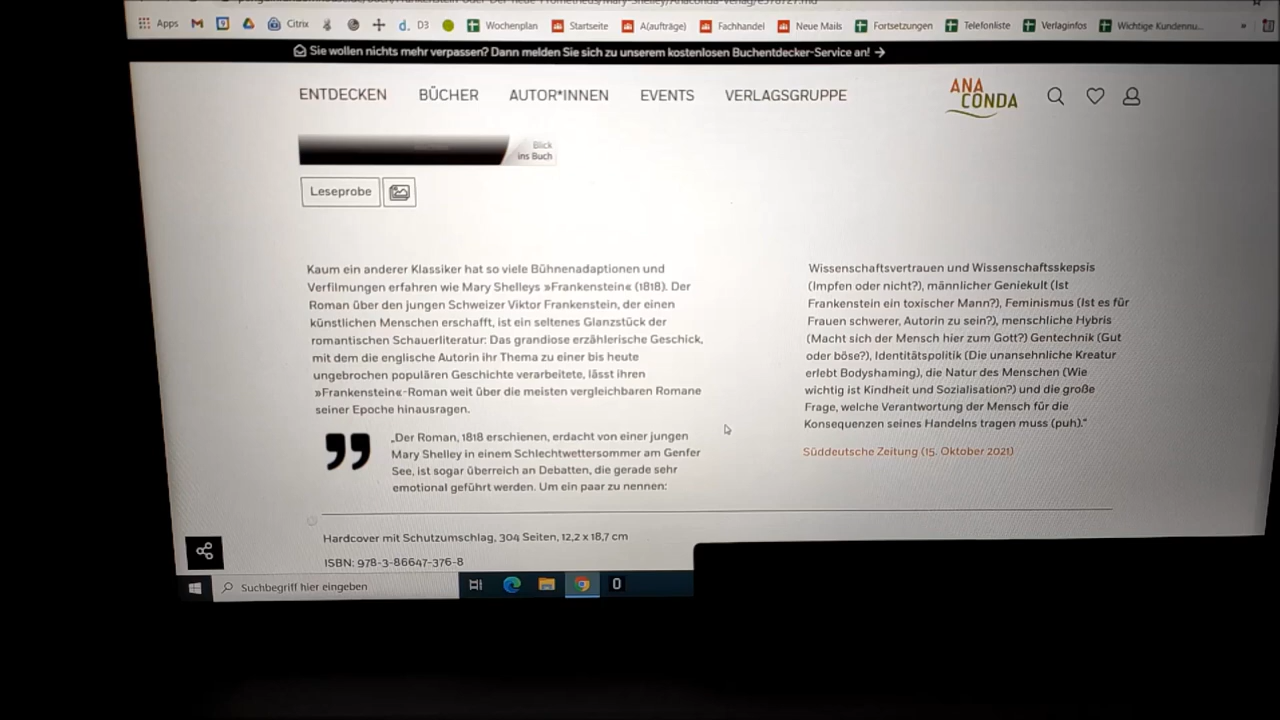 Apps
Citrix
d. D3
Wochenplan
Startseite
A(aufträge)
Fachhandel
Neue Mails
Fortsetzungen
Telefonliste
Verlaginfos
Wichtige Kundennu...
»
Sie wollen nichts mehr verpassen? Dann melden Sie sich zu unserem kostenlosen Buchentdecker-Service an! →
ENTDECKEN
BÜCHER
AUTOR*INNEN
EVENTS
VERLAGSGRUPPE
ANA
CONDA
Blick
ins Buch
Leseprobe
Kaum ein anderer Klassiker hat so viele Bühnenadaptionen und
Verfilmungen erfahren wie Mary Shelleys »Frankenstein« (1818). Der
Roman über den jungen Schweizer Viktor Frankenstein, der einen
künstlichen Menschen erschafft, ist ein seltenes Glanzstück der
romantischen Schauerliteratur: Das grandiose erzählerische Geschick,
mit dem die englische Autorin ihr Thema zu einer bis heute
ungebrochen populären Geschichte verarbeitete, lässt ihren
»Frankenstein«-Roman weit über die meisten vergleichbaren Romane
seiner Epoche hinausragen.
„Der Roman, 1818 erschienen, erdacht von einer jungen
Mary Shelley in einem Schlechtwettersommer am Genfer
See, ist sogar überreich an Debatten, die gerade sehr
emotional geführt werden. Um ein paar zu nennen:
Wissenschaftsvertrauen und Wissenschaftsskepsis
(Impfen oder nicht?), männlicher Geniekult (Ist
Frankenstein ein toxischer Mann?), Feminismus (Ist es für
Frauen schwerer, Autorin zu sein?), menschliche Hybris
(Macht sich der Mensch hier zum Gott?) Gentechnik (Gut
oder böse?), Identitätspolitik (Die unansehnliche Kreatur
erlebt Bodyshaming), die Natur des Menschen (Wie
wichtig ist Kindheit und Sozialisation?) und die große
Frage, welche Verantwortung der Mensch für die
Konsequenzen seines Handelns tragen muss (puh)."
Süddeutsche Zeitung (15. Oktober 2021)
Hardcover mit Schutzumschlag, 304 Seiten, 12,2 x 18,7 cm
ISBN: 978-3-86647-376-8
Suchbegriff hier eingeben